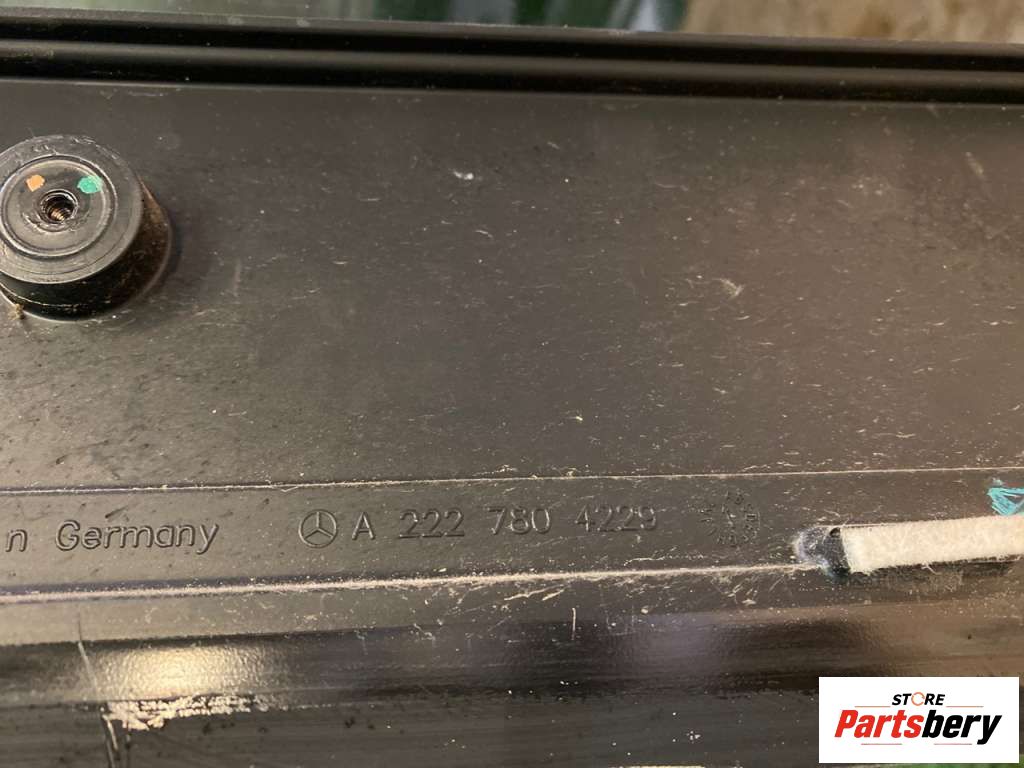 n Germany A 222 780 4229
STORE
Partsbery